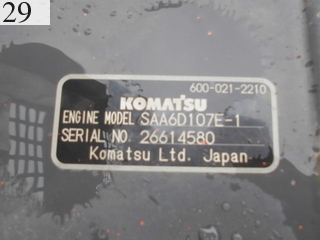 29
600-021-2210
KOMATSU
ENGINE MODEL SAA6D107E-1
SERIAL NO. 26614580
Komatsu Ltd. Japan